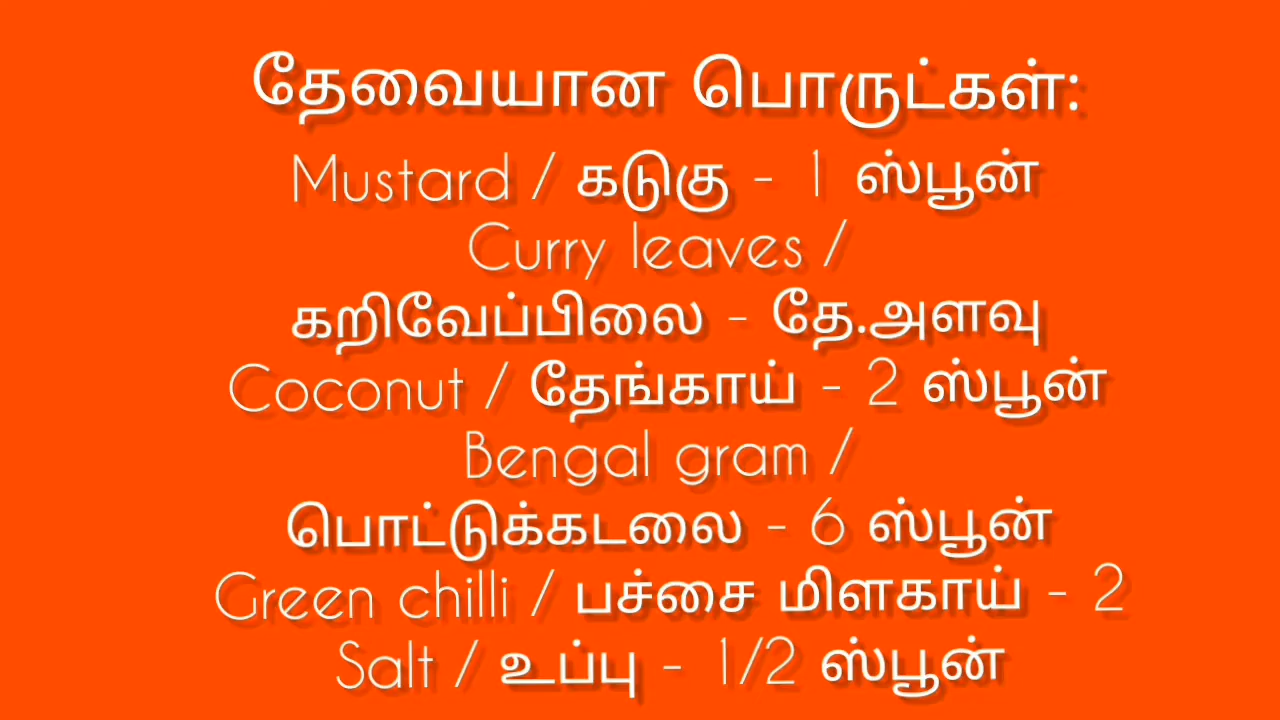 தேவையான பொருட்கள்:
Mustard / கடுகு - 1 ஸ்பூன்
Curry leaves /
கறிவேப்பிலை - தே.அளவு
Coconut / தேங்காய் - 2 ஸ்பூன்
Bengal gram /
பொட்டுக்கடலை - 6 ஸ்பூன்
Green chilli / பச்சை மிளகாய் - 2
Salt / உப்பு - 1/2 ஸ்பூன்